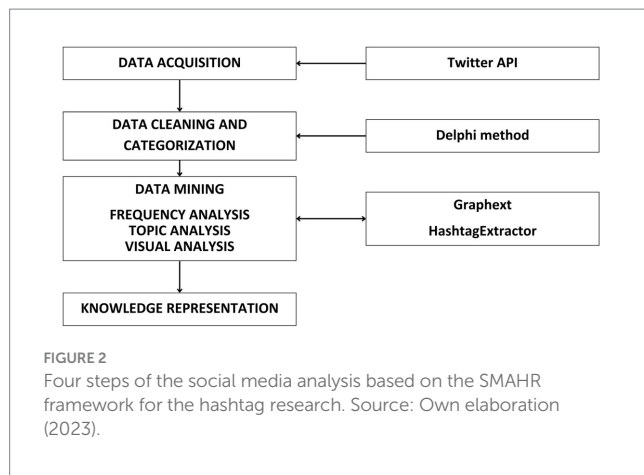 DATA ACQUISITION
Twitter API
DATA CLEANING AND
CATEGORIZATION
Delphi method
DATA MINING
FREQUENCY ANALYSIS
TOPIC ANALYSIS
VISUAL ANALYSIS
Graphext
HashtagExtractor
KNOWLEDGE REPRESENTATION
FIGURE 2
Four steps of the social media analysis based on the SMAHR
framework for the hashtag research. Source: Own elaboration
(2023).